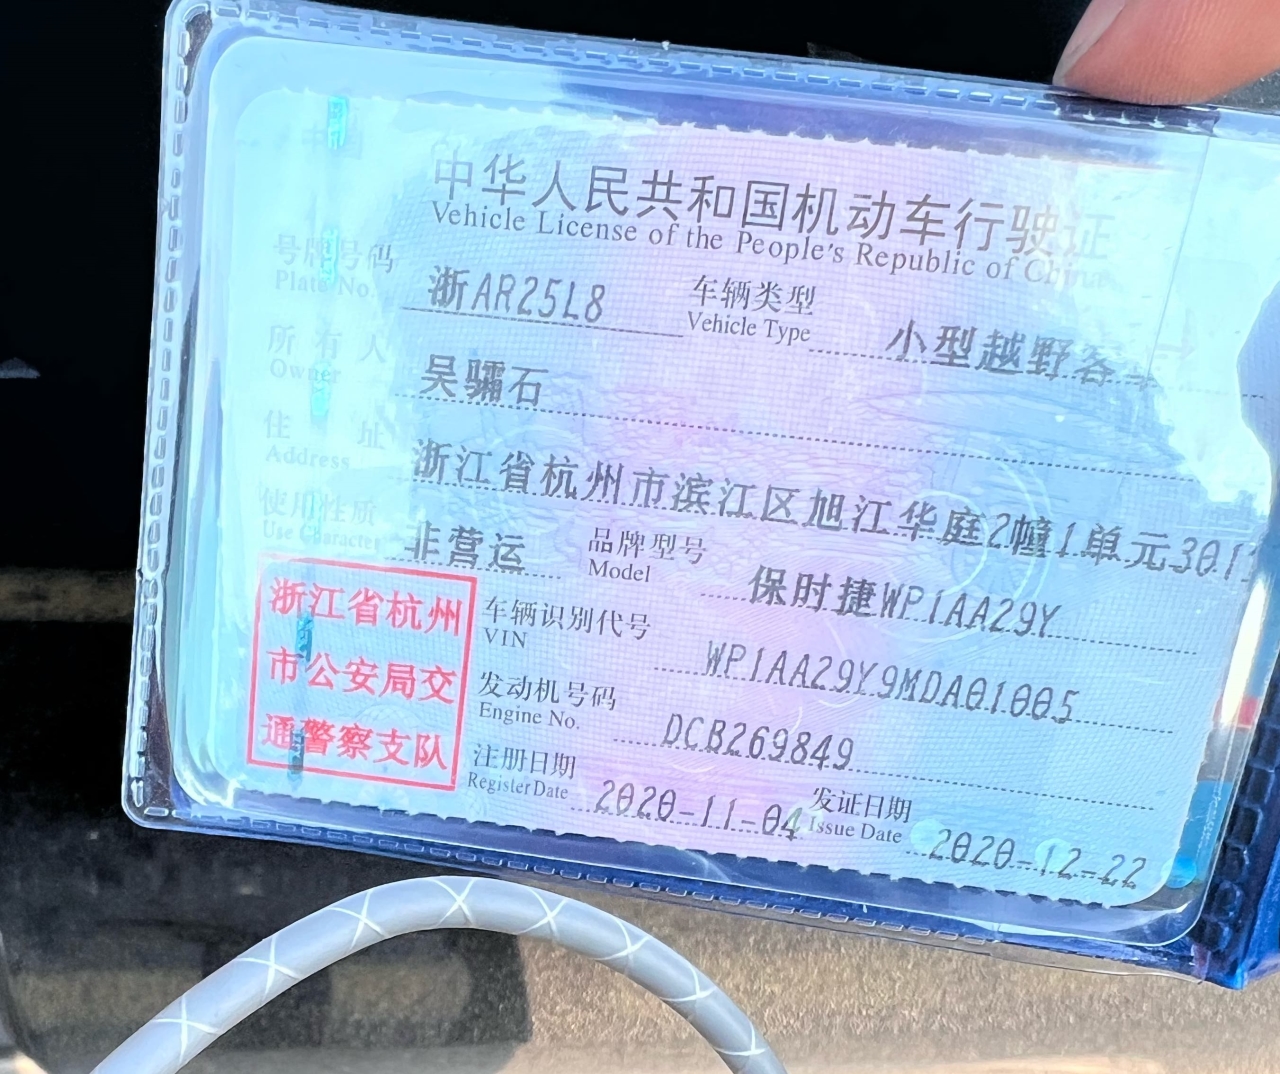 中华人民共和国机动车行驶证
Vehicle License of the People's Republic of China
号牌号码 浙AR25L8 车辆类型 小型越野客车
Plate No. Vehicle Type
所有人 吴骦石
Owner
住址 浙江省杭州市滨江区旭江华庭2幢1单元301
Address
使用性质 非营运 品牌型号 保时捷WP1AA29Y
Use Character Model
浙江省杭州
市公安局交
通警察支队
车辆识别代号 WP1AA29Y9MDA01005
VIN
发动机号码 DCB269849
Engine No.
注册日期 2020-11-04 发证日期 2020-12-22
Register Date Issue Date